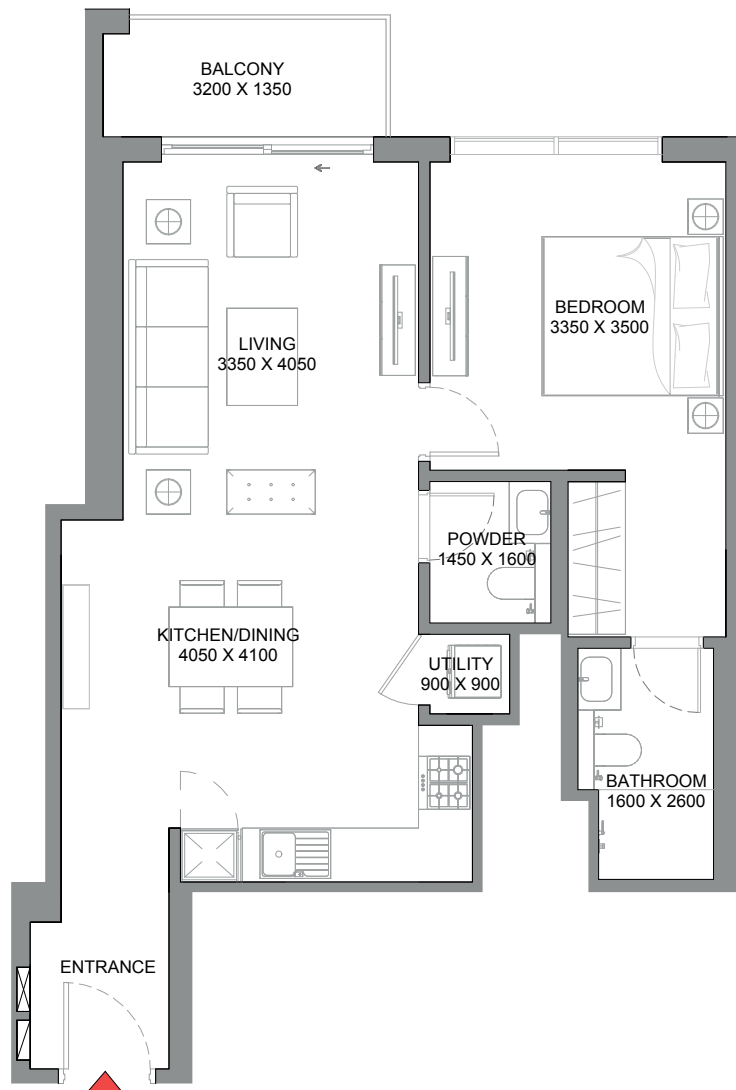 BALCONY
3200 X 1350
BEDROOM
3350 X 3500
LIVING
3350 X 4050
POWDER
1450 X 1600
KITCHEN/DINING
4050 X 4100
UTILITY
900 X 900
BATHROOM
1600 X 2600
ENTRANCE